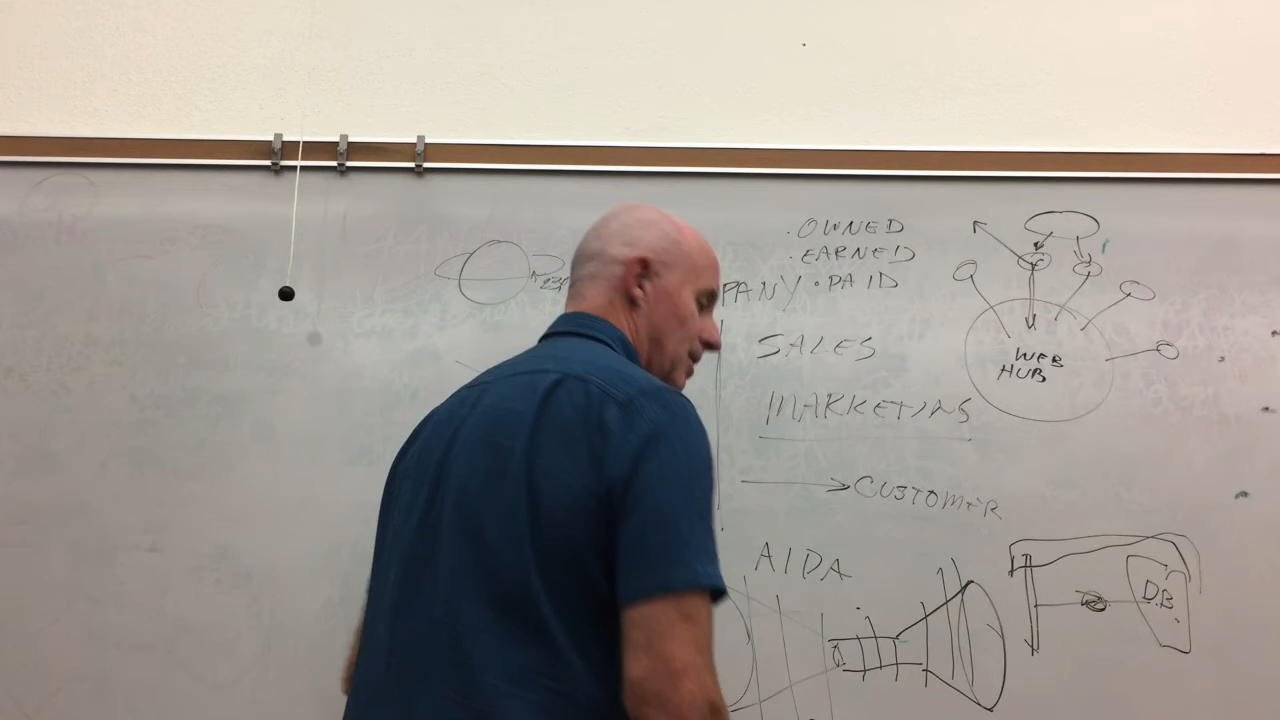 · OWNED
· EARNED
PANY · PAID
SALES
MARKETING
WEB
HUB
CUSTOMER
AIDA
D.B